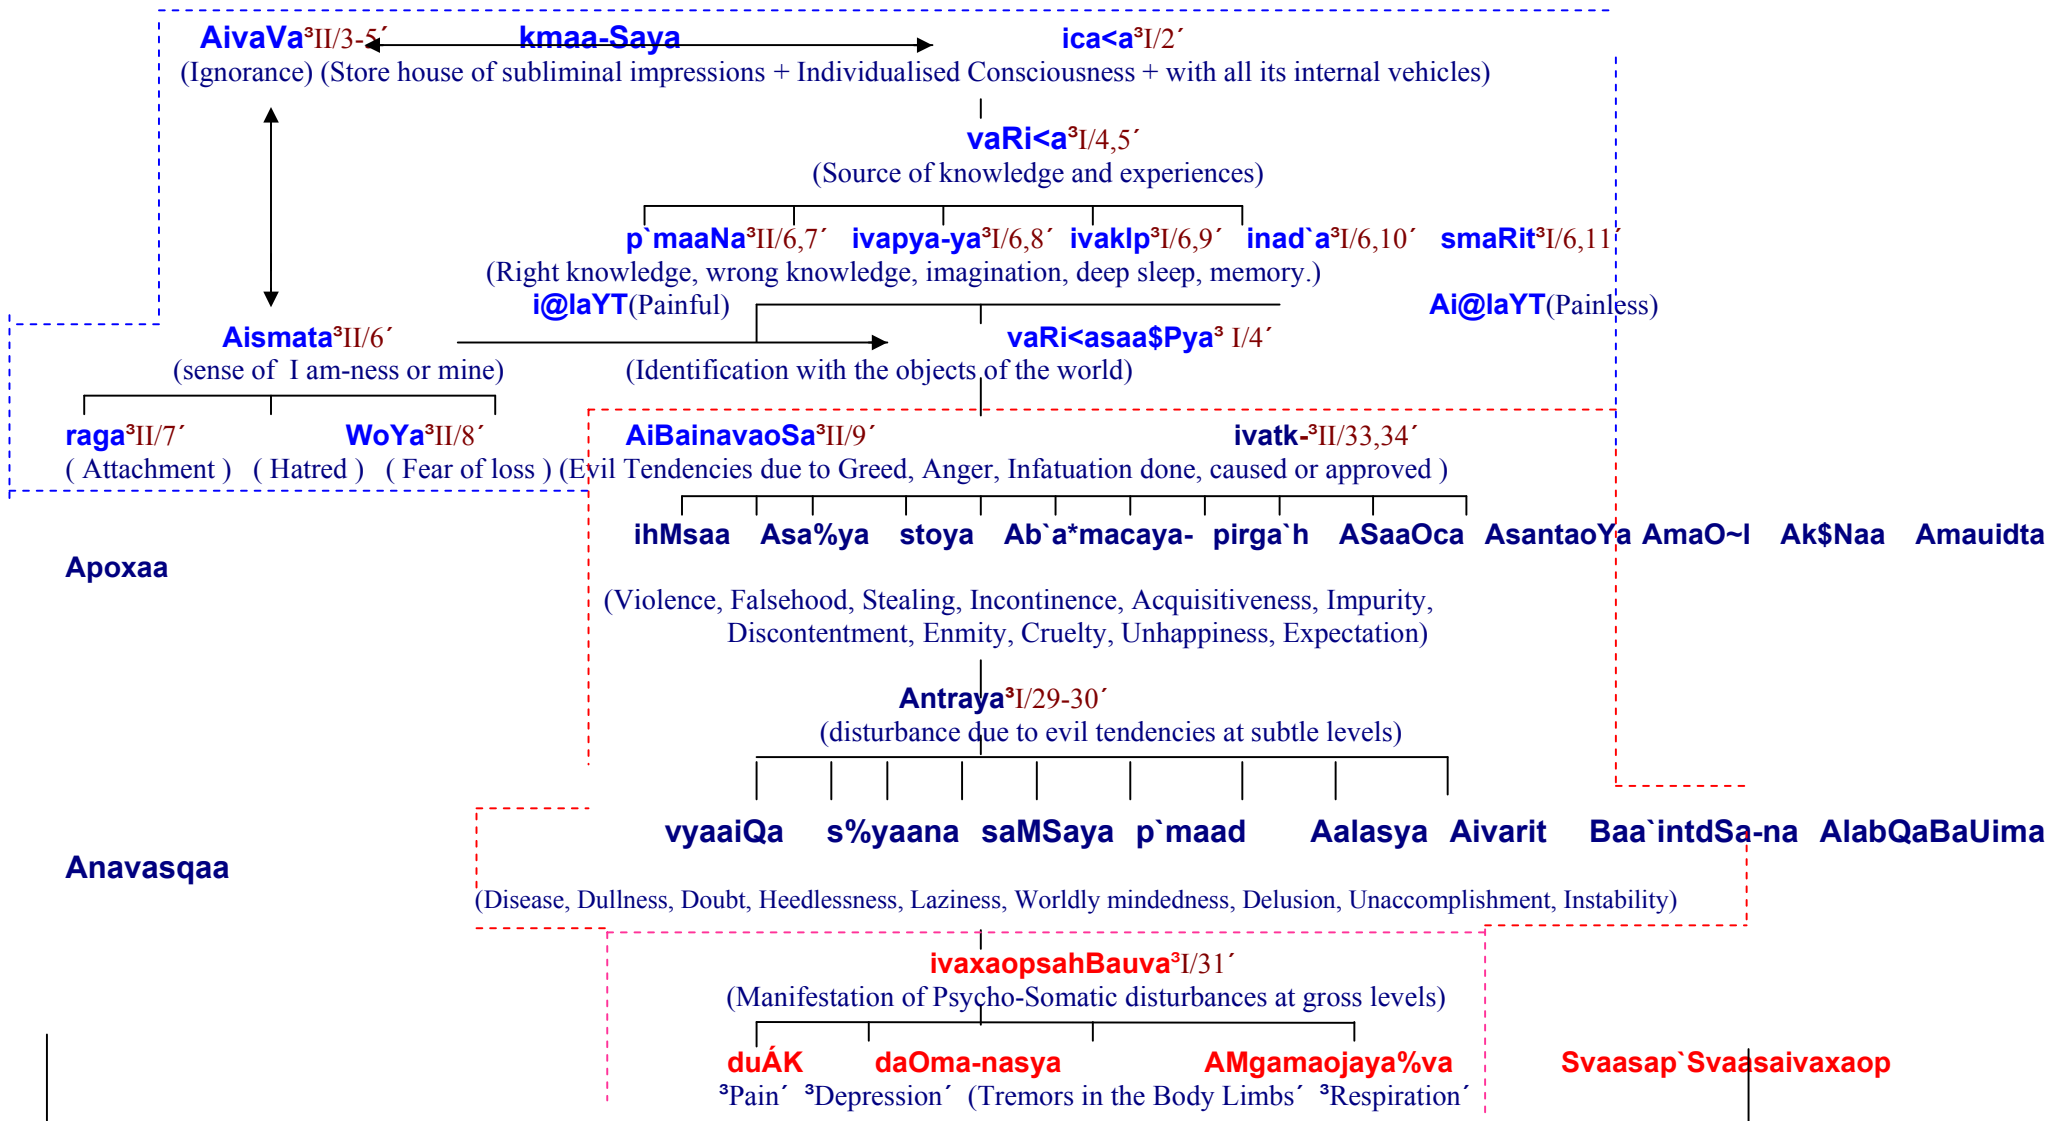 AivaVa³II/3-5´ kmaa-Saya ica<a³I/2´
(Ignorance) (Store house of subliminal impressions + Individualised Consciousness + with all its internal vehicles)
vaRi<a³I/4,5´
(Source of knowledge and experiences)
p`maaNa³II/6,7´ ivapya-ya³I/6,8´ ivaklp³I/6,9´ inad`a³I/6,10´ smaRit³I/6,11´
(Right knowledge, wrong knowledge, imagination, deep sleep, memory.)
i@laYT(Painful) Ai@laYT(Painless)
Aismata³II/6´ vaRi<asaa$Pya³ I/4´
(sense of I am-ness or mine) (Identification with the objects of the world)
raga³II/7´ WoYa³II/8´ AiBainavaoSa³II/9´ ivatk-³II/33,34´
( Attachment ) ( Hatred ) ( Fear of loss ) (Evil Tendencies due to Greed, Anger, Infatuation done, caused or approved )
ihMsaa Asa%ya stoya Ab`a*macaya- pirga`h ASaaOca AsantaoYa AmaO~I Ak$Naa Amauidta
Apoxaa
(Violence, Falsehood, Stealing, Incontinence, Acquisitiveness, Impurity,
Discontentment, Enmity, Cruelty, Unhappiness, Expectation)
Antraya³I/29-30´
(disturbance due to evil tendencies at subtle levels)
vyaaiQa s%yaana saMSaya p`maad Aalasya Aivarit Baa`intdSa-na AlabQaBaUima
Anavasqaa
(Disease, Dullness, Doubt, Heedlessness, Laziness, Worldly mindedness, Delusion, Unaccomplishment, Instability)
ivaxaopsahBauva³I/31´
(Manifestation of Psycho-Somatic disturbances at gross levels)
duÁK daOma-nasya AMgamaojaya%va Svaasap`Svaasaivaxaop
³Pain´ ³Depression´ (Tremors in the Body Limbs´ ³Respiration´